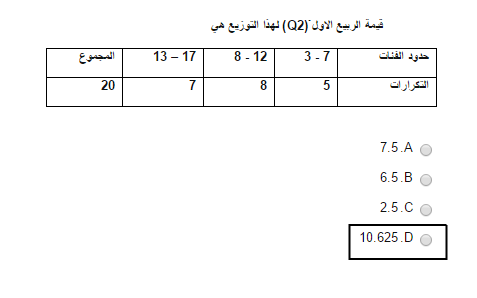 قيمة الربيع الاول (Q2) لهذا التوزيع هي
حدود الفئات 3 - 7 8 - 12 13 – 17 المجموع
التكرارات 5 8 7 20
7.5 .A
6.5 .B
2.5 .C
10.625 .D